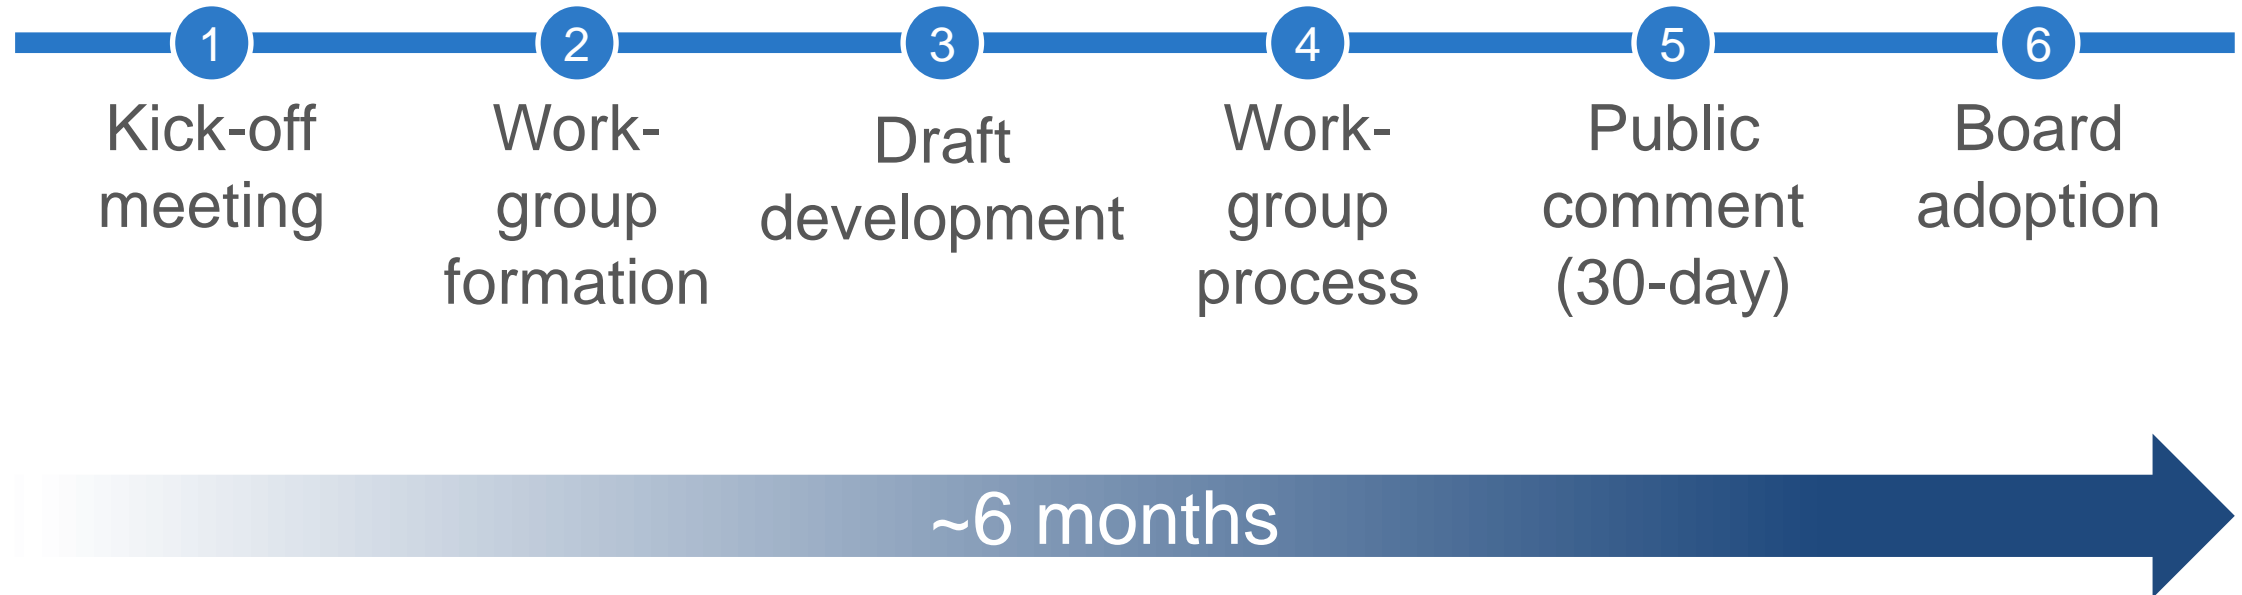 1
Kick-off
meeting
2
Work-
group
formation
3
Draft
development
4
Work-
group
process
5
Public
comment
(30-day)
6
Board
adoption
~6 months